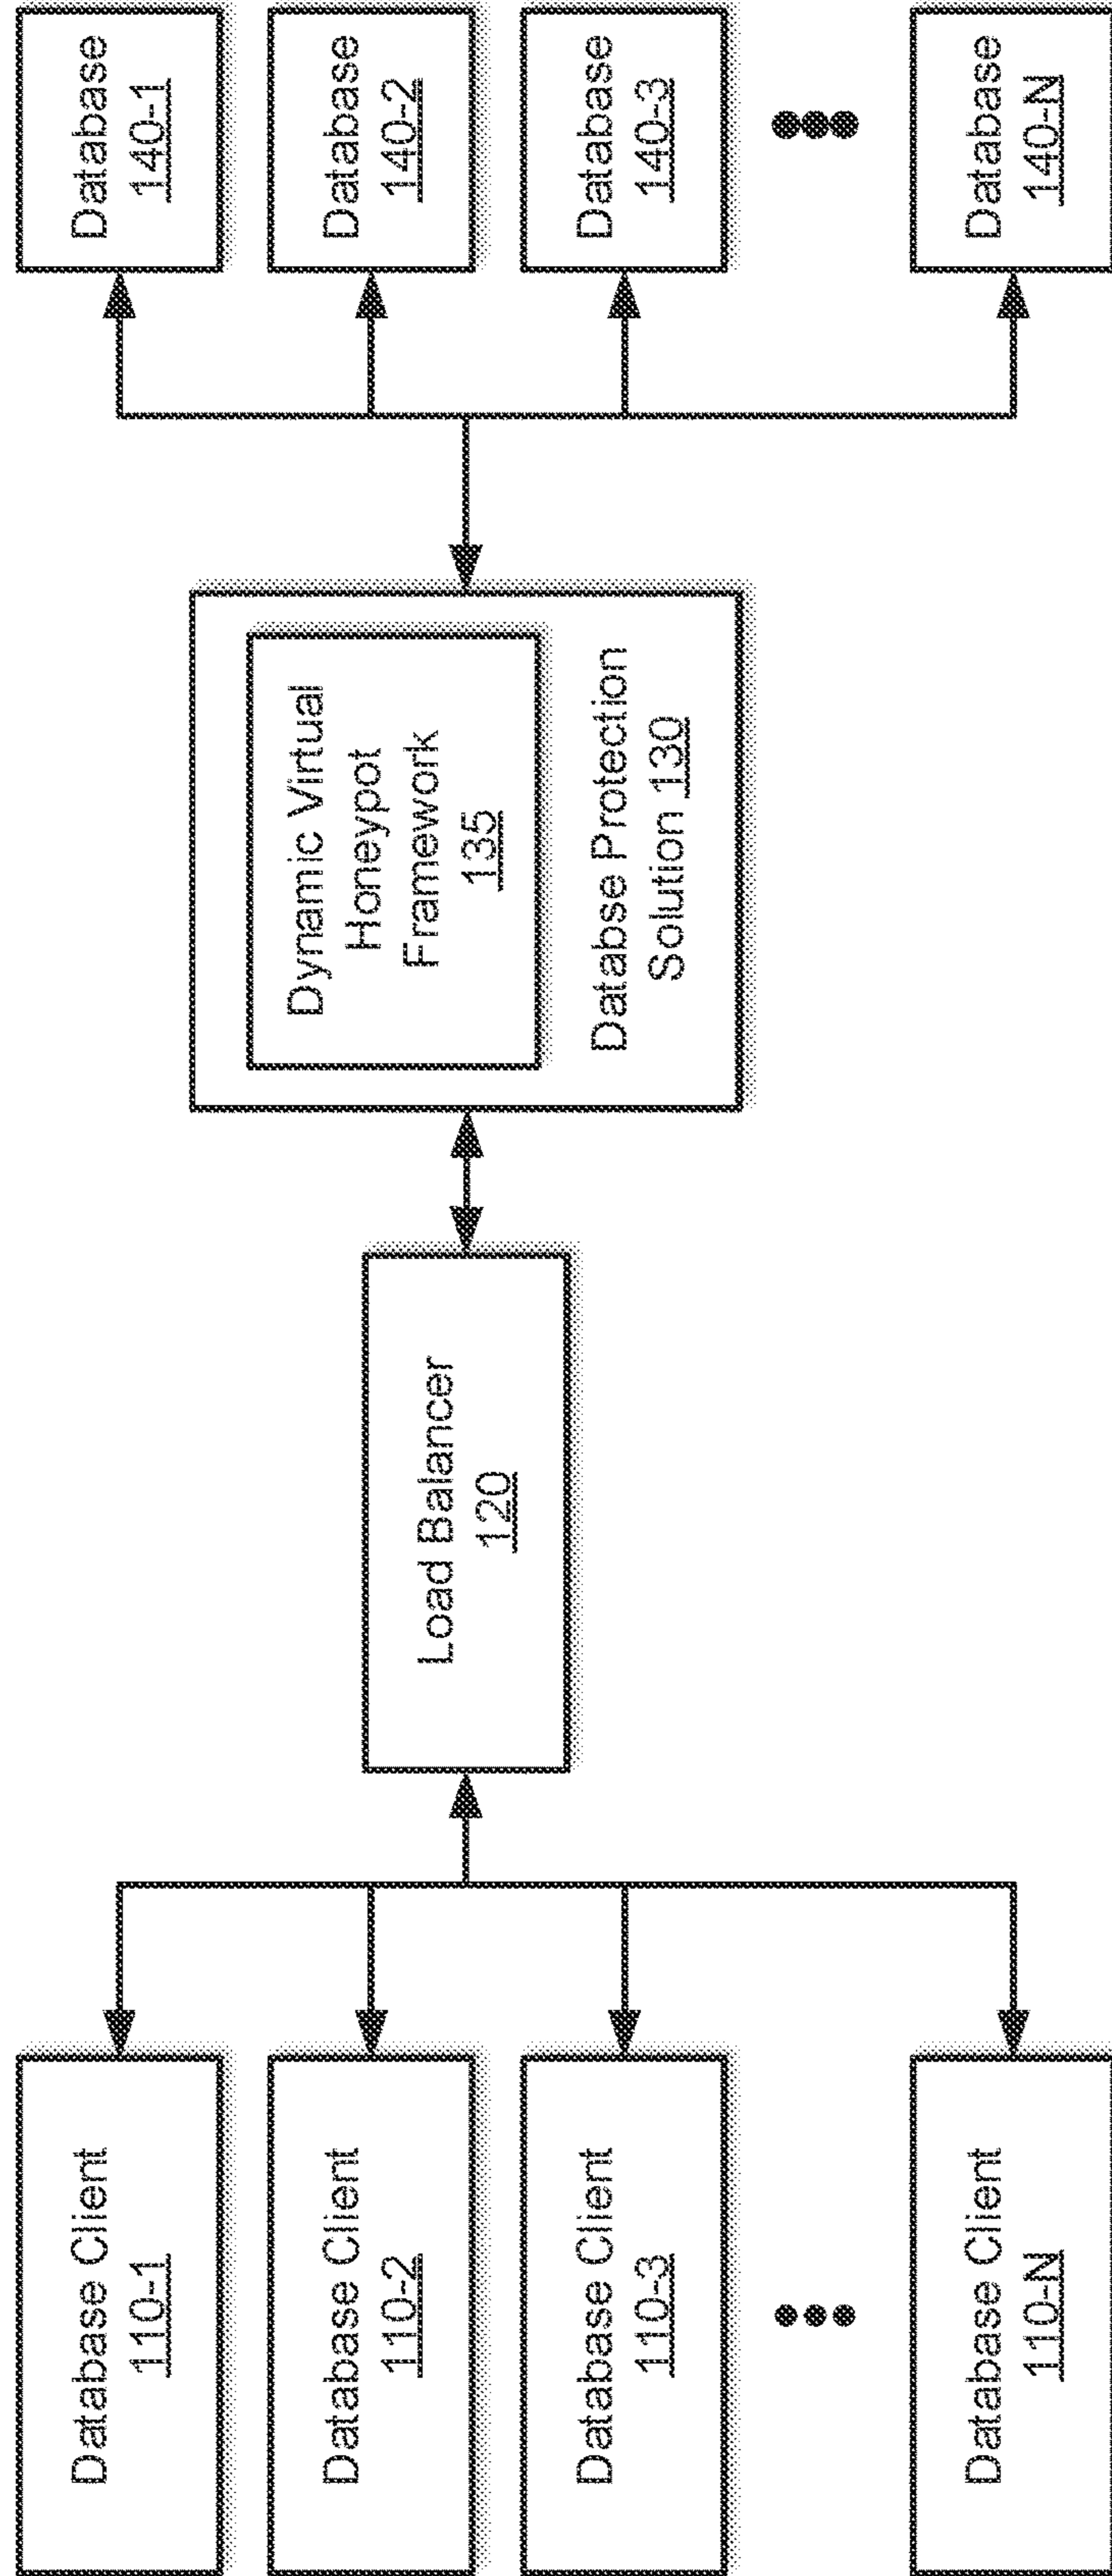 Database Client
110-1
Database Client
110-2
Database Client
110-3
Database Client
110-N
Load Balancer
120
Dynamic Virtual
Honeypot
Framework
135
Databse Protection
Solution 130
Database
140-1
Database
140-2
Database
140-3
Database
140-N